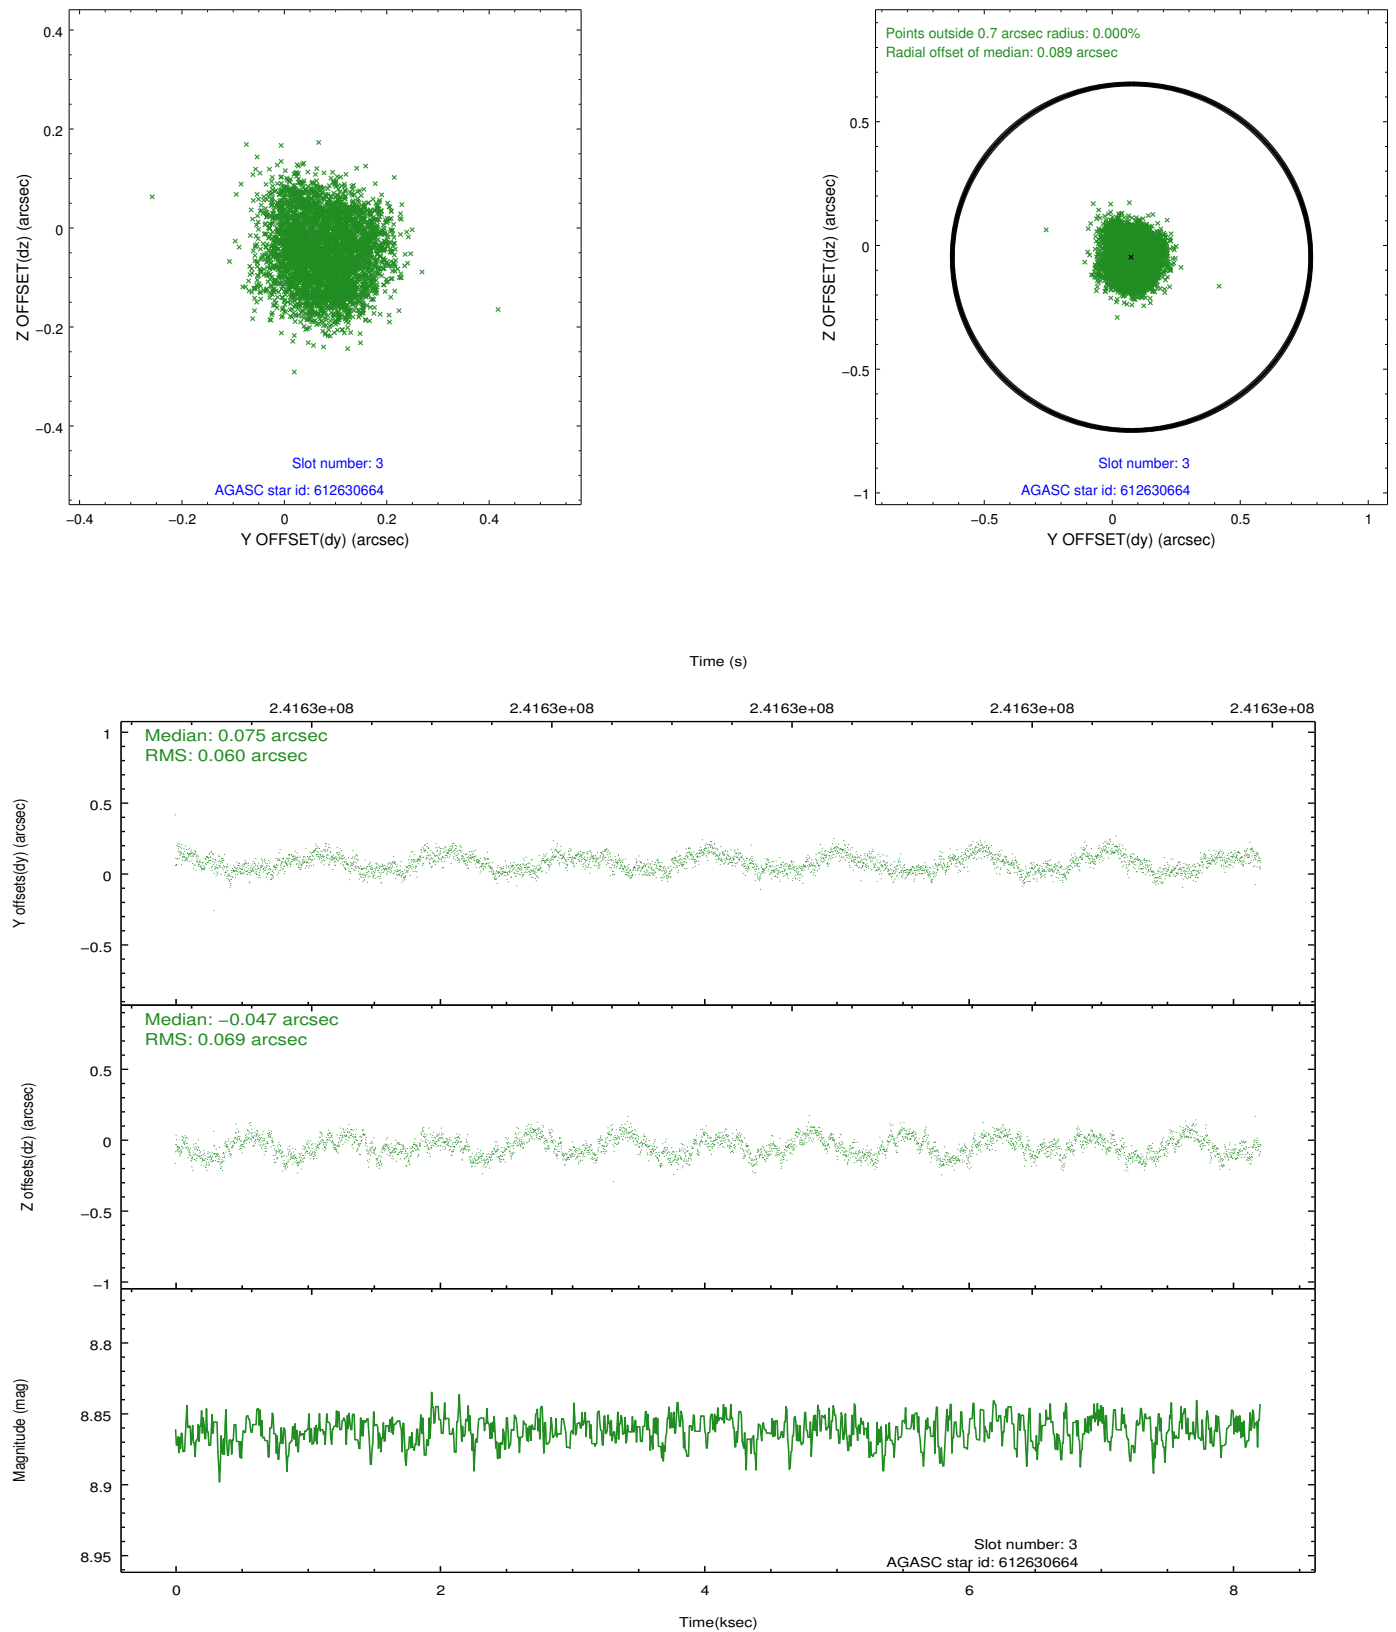 0.4
0.2
0
−0.2
−0.4
Z OFFSET(dz) (arcsec)
Slot number: 3
AGASC star id: 612630664
−0.4
−0.2
0
0.2
0.4
Y OFFSET(dy) (arcsec)
Points outside 0.7 arcsec radius: 0.000%
Radial offset of median: 0.089 arcsec
0.5
0
−0.5
−1
Z OFFSET(dz) (arcsec)
Slot number: 3
AGASC star id: 612630664
−0.5
0
0.5
1
Y OFFSET(dy) (arcsec)
Time (s)
2.4163e+08
2.4163e+08
2.4163e+08
2.4163e+08
2.4163e+08
Median: 0.075 arcsec
RMS: 0.060 arcsec
1
0.5
0
−0.5
Y offsets(dy) (arcsec)
Median: −0.047 arcsec
RMS: 0.069 arcsec
0.5
0
−0.5
−1
Z offsets(dz) (arcsec)
8.8
8.85
8.9
8.95
Magnitude (mag)
Slot number: 3
AGASC star id: 612630664
0
2
4
6
8
Time(ksec)